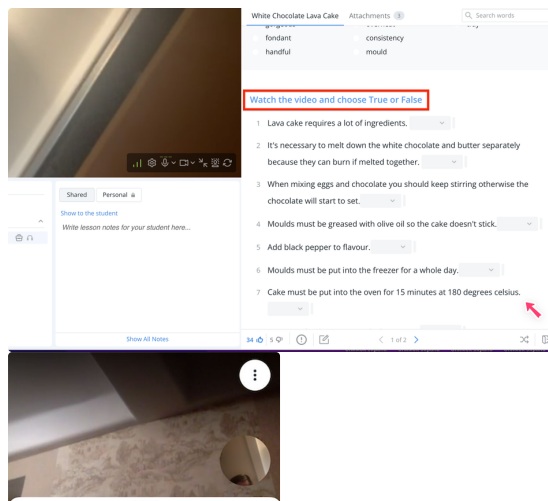 White Chocolate Lava Cake Attachments 3 Search words
fondant consistency
handful mould
Watch the video and choose True or False
1 Lava cake requires a lot of ingredients.
2 It's necessary to melt down the white chocolate and butter separately
because they can burn if melted together.
3 When mixing eggs and chocolate you should keep stirring otherwise the
chocolate will start to set.
4 Moulds must be greased with olive oil so the cake doesn't stick.
5 Add black pepper to flavour.
6 Moulds must be put into the freezer for a whole day.
7 Cake must be put into the oven for 15 minutes at 180 degrees celsius.
Shared Personal
Show to the student
Write lesson notes for your student here...
Show All Notes
34 5 1 of 2